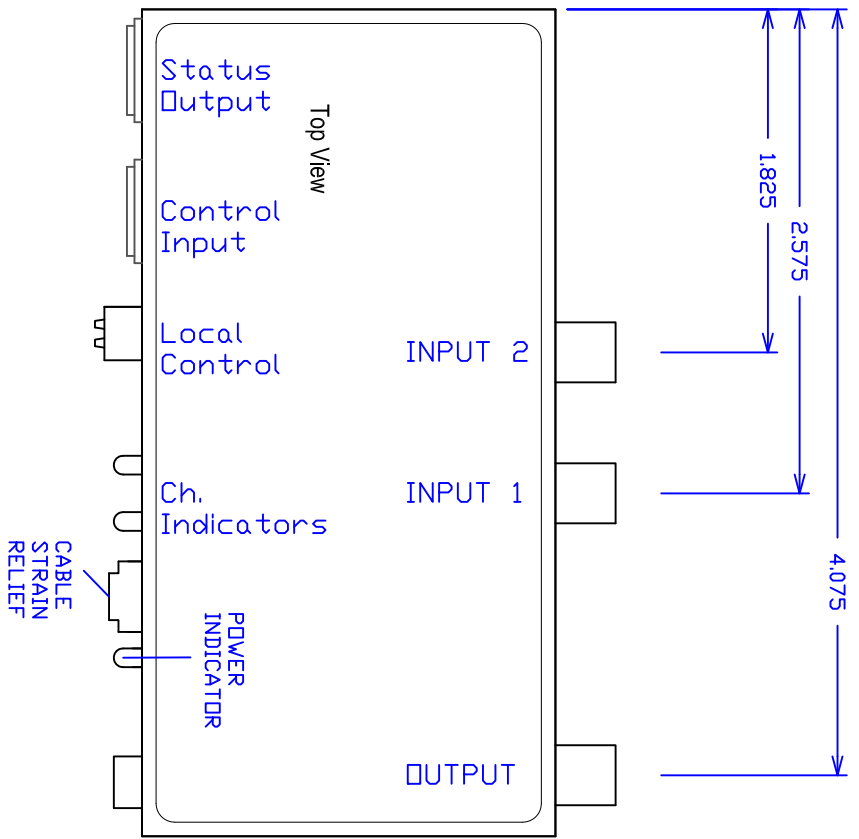 Status
Output
Top View
Control
Input
1.825
2.575
Local
Control
INPUT 2
Ch.
Indicators
INPUT 1
CABLE
STRAIN
RELIEF
POWER
INDICATOR
4.075
OUTPUT